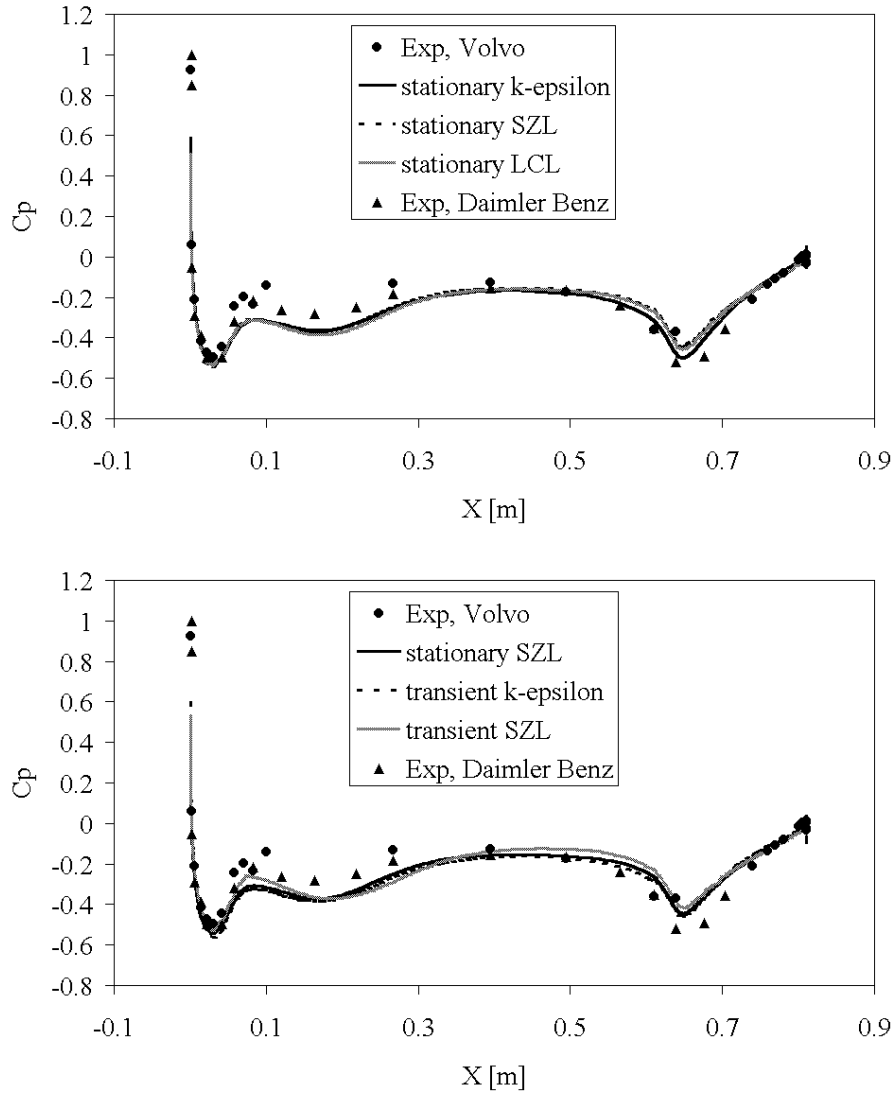 1.2
1
0.8
0.6
0.4
0.2
0
-0.2
-0.4
-0.6
-0.8
Cp
Exp, Volvo
stationary k-epsilon
stationary SZL
stationary LCL
Exp, Daimler Benz
-0.1 0.1 0.3 0.5 0.7 0.9
X [m]
1.2
1
0.8
0.6
0.4
0.2
0
-0.2
-0.4
-0.6
-0.8
Cp
Exp, Volvo
stationary SZL
transient k-epsilon
transient SZL
Exp, Daimler Benz
-0.1 0.1 0.3 0.5 0.7 0.9
X [m]